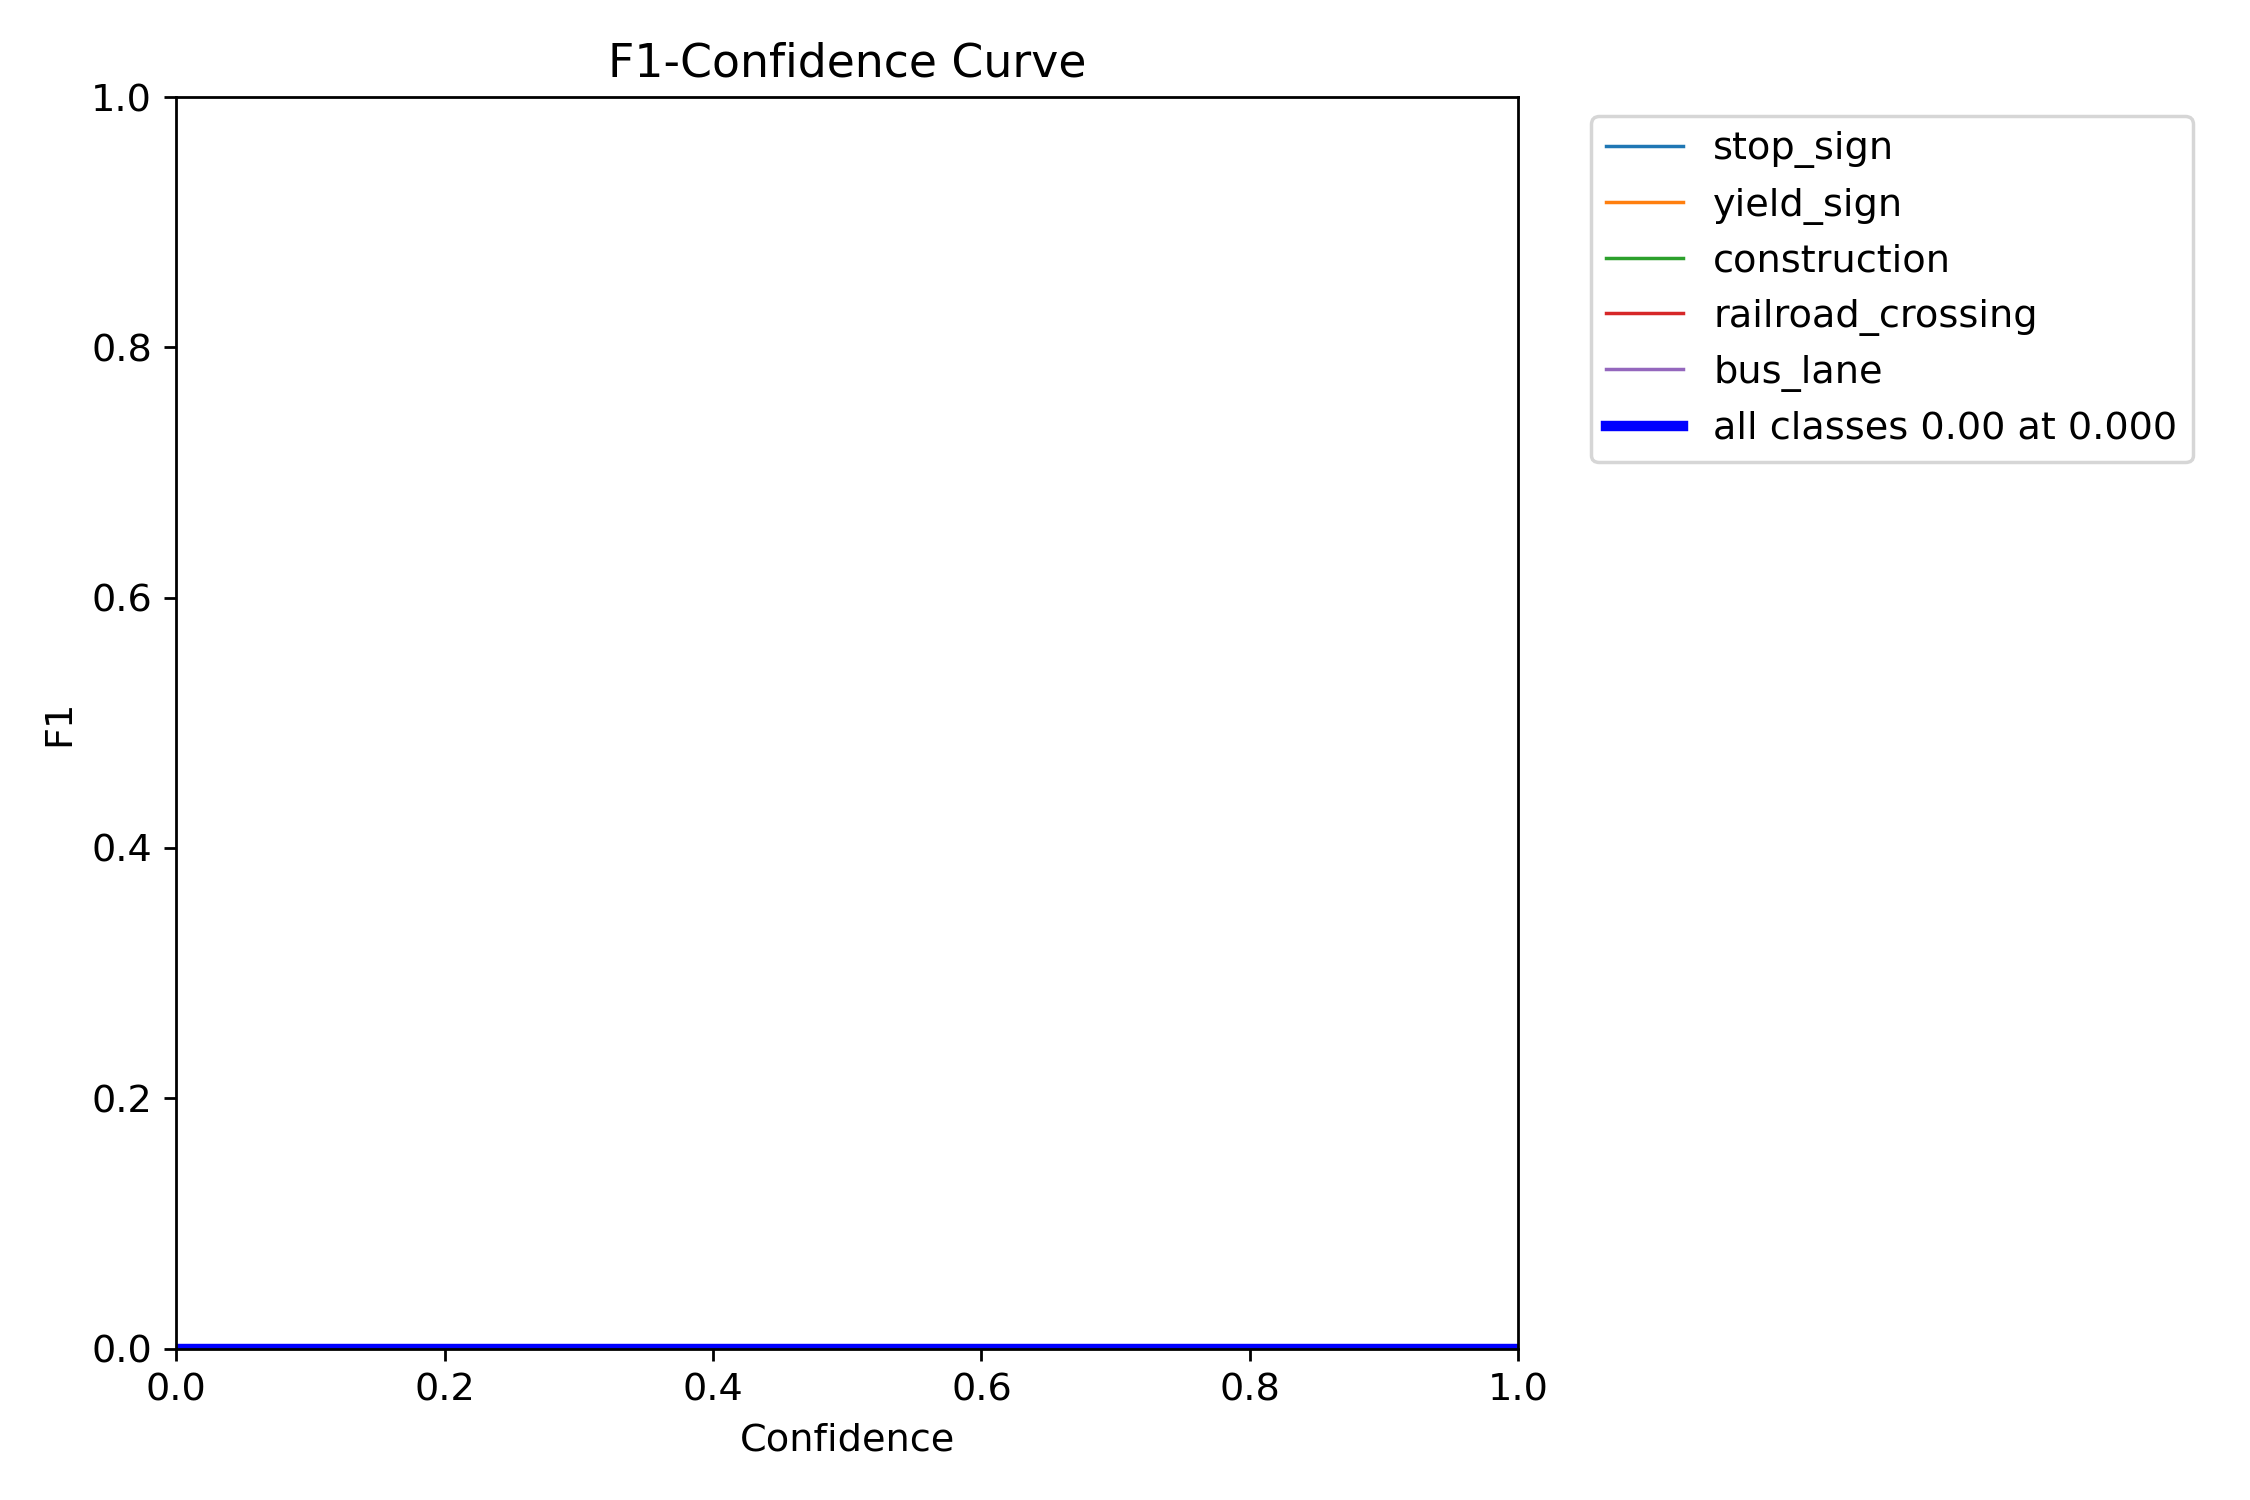 F1-Confidence Curve
1.0
0.8
0.6
0.4
0.2
0.0
F1
0.0 0.2 0.4 0.6 0.8 1.0
Confidence
stop_sign
yield_sign
construction
railroad_crossing
bus_lane
all classes 0.00 at 0.000